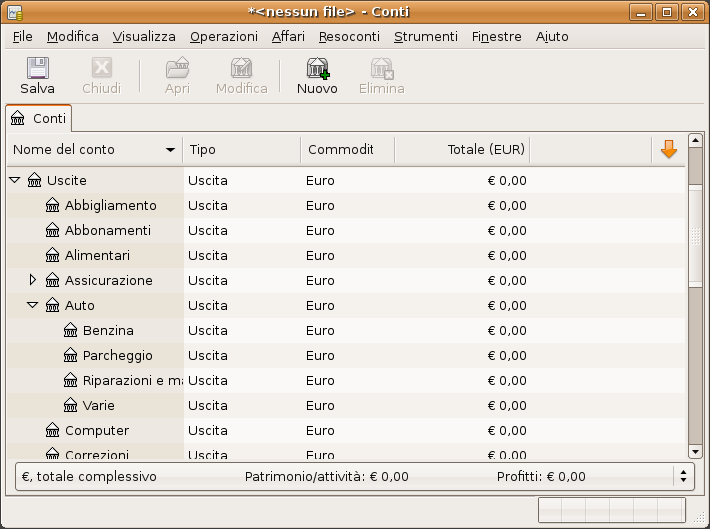 *<nessun file> - Conti
File Modifica Visualizza Operazioni Affari Resoconti Strumenti Finestre Aiuto
Salva Chiudi Apri Modifica Nuovo Elimina
Conti
Nome del conto Tipo Commodit Totale (EUR)
Uscite Uscita Euro € 0,00
Abbigliamento Uscita Euro € 0,00
Abbonamenti Uscita Euro € 0,00
Alimentari Uscita Euro € 0,00
Assicurazione Uscita Euro € 0,00
Auto Uscita Euro € 0,00
Benzina Uscita Euro € 0,00
Parcheggio Uscita Euro € 0,00
Riparazioni e ma Uscita Euro € 0,00
Varie Uscita Euro € 0,00
Computer Uscita Euro € 0,00
Correzioni Uscita Euro € 0,00
€, totale complessivo Patrimonio/attività: € 0,00 Profitti: € 0,00